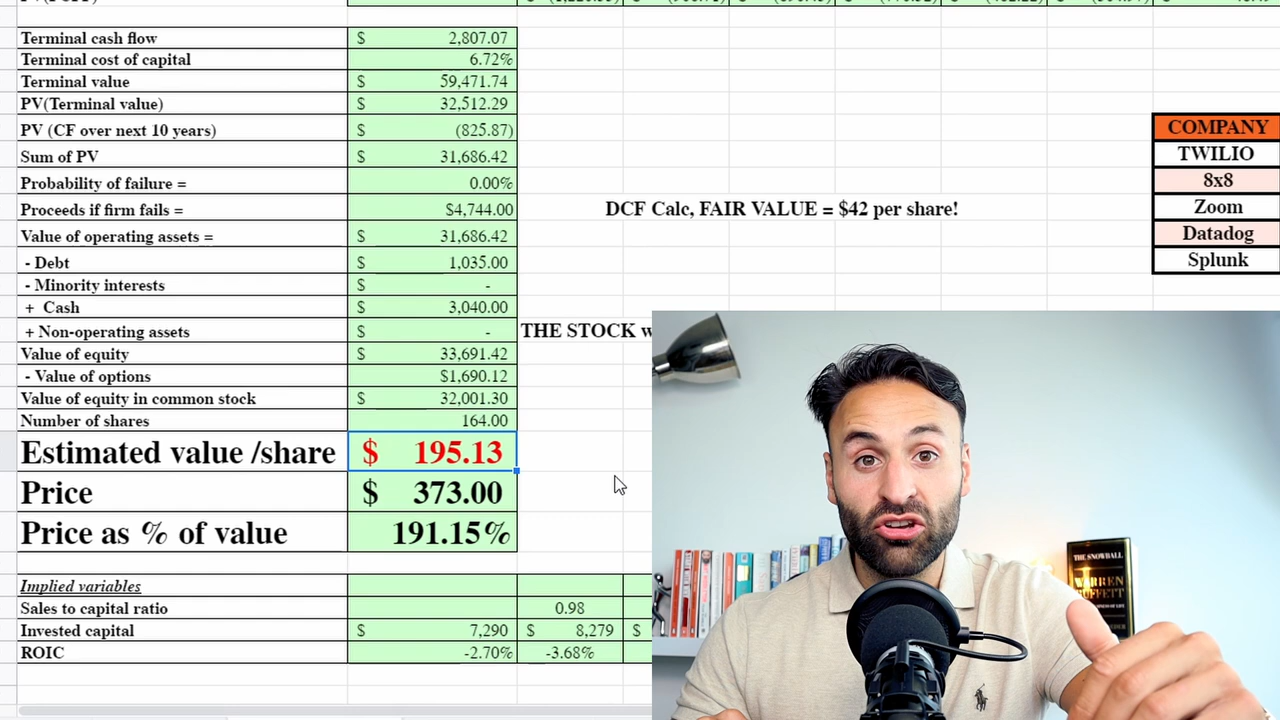 Terminal cash flow $ 2,807.07
Terminal cost of capital 6.72%
Terminal value $ 59,471.74
PV(Terminal value) $ 32,512.29
PV (CF over next 10 years) $ (825.87)
Sum of PV $ 31,686.42
Probability of failure = 0.00%
Proceeds if firm fails = $4,744.00
Value of operating assets = $ 31,686.42
- Debt $ 1,035.00
- Minority interests $ -
+ Cash $ 3,040.00
+ Non-operating assets $ -
Value of equity $ 33,691.42
- Value of options $1,690.12
Value of equity in common stock $ 32,001.30
Number of shares 164.00
Estimated value /share $ 195.13
Price $ 373.00
Price as % of value 191.15%
Implied variables
Sales to capital ratio 0.98
Invested capital $ 7,290 $ 8,279 $
ROIC -2.70% -3.68%
DCF Calc, FAIR VALUE = $42 per share!
THE STOCK w
COMPANY
TWILIO
8x8
Zoom
Datadog
Splunk
THE SNOWBALL
WARREN
BUFFETT